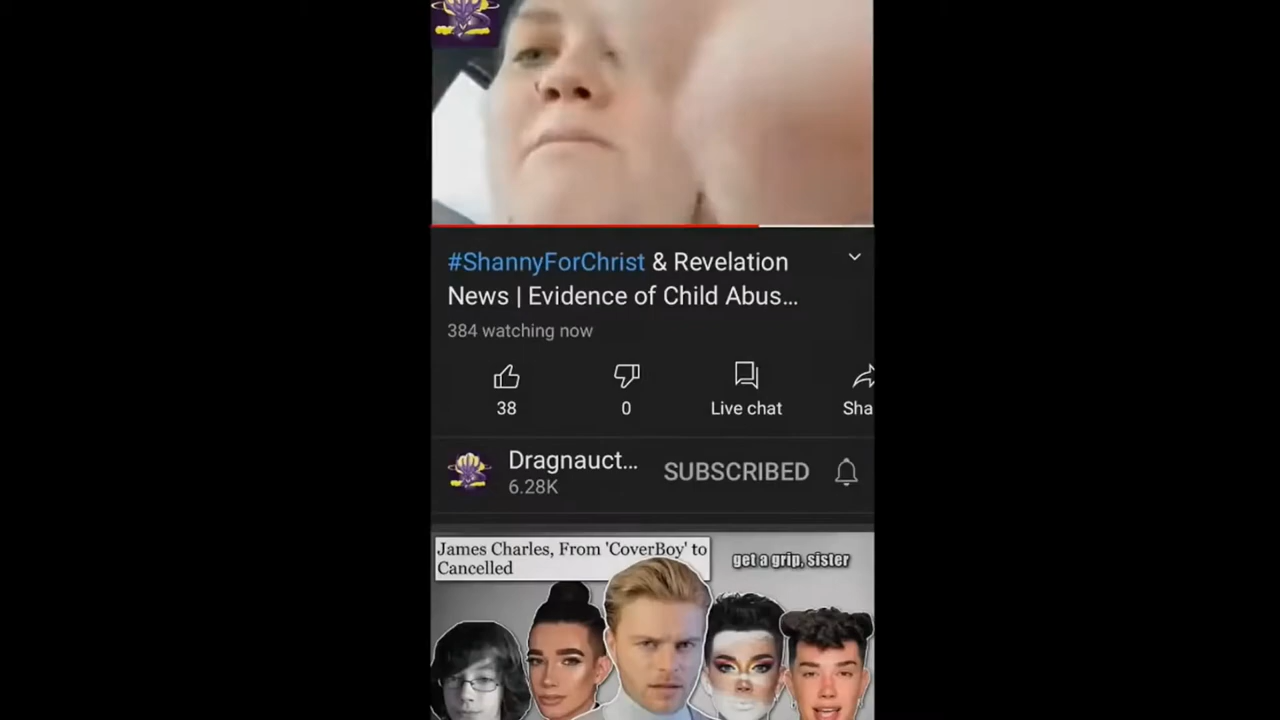 #ShannyForChrist & Revelation
News | Evidence of Child Abus...
384 watching now
38
0
Live chat
Sha
Dragnauct...
6.28K
SUBSCRIBED
James Charles, From 'CoverBoy' to
Cancelled
get a grip, sister